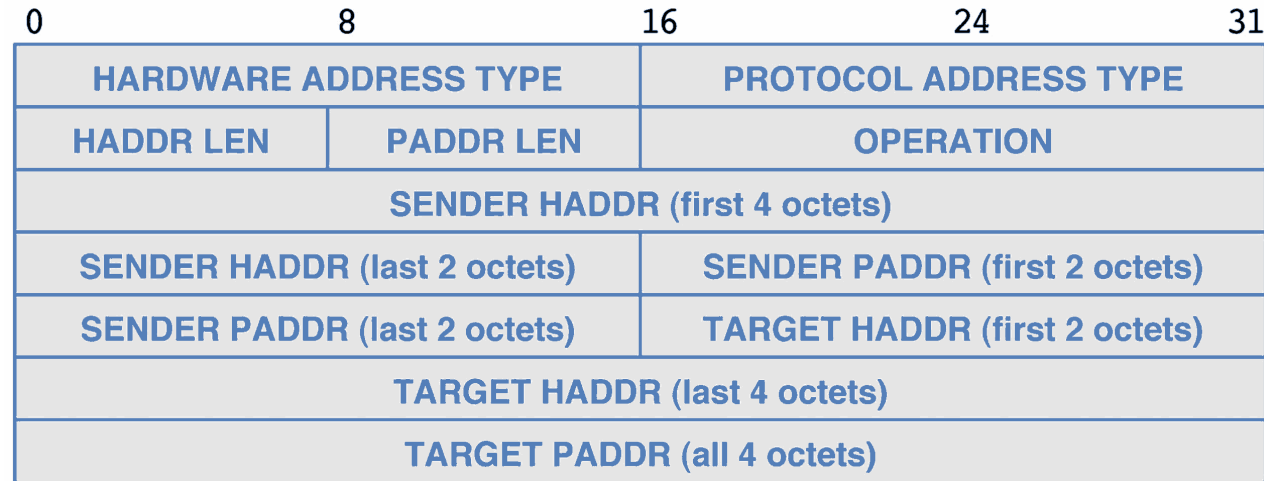 0 8 16 24 31
HARDWARE ADDRESS TYPE PROTOCOL ADDRESS TYPE
HADDR LEN PADDR LEN OPERATION
SENDER HADDR (first 4 octets)
SENDER HADDR (last 2 octets) SENDER PADDR (first 2 octets)
SENDER PADDR (last 2 octets) TARGET HADDR (first 2 octets)
TARGET HADDR (last 4 octets)
TARGET PADDR (all 4 octets)